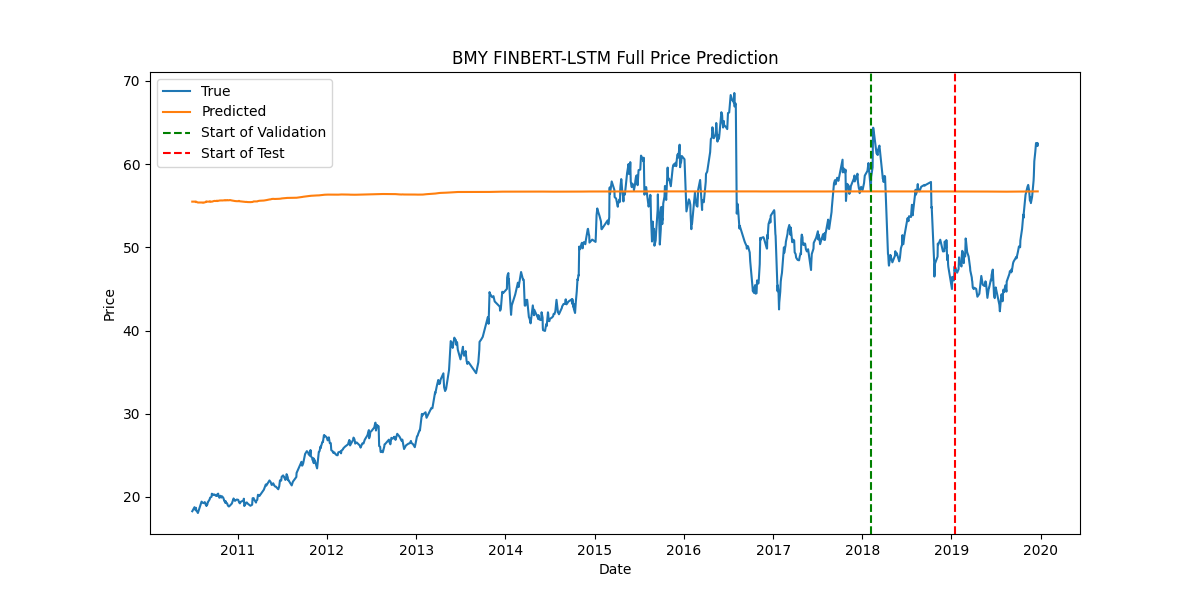 BMY FINBERT-LSTM Full Price Prediction
True
Predicted
Start of Validation
Start of Test
Price
70
60
50
40
30
20
2011 2012 2013 2014 2015 2016 2017 2018 2019 2020
Date